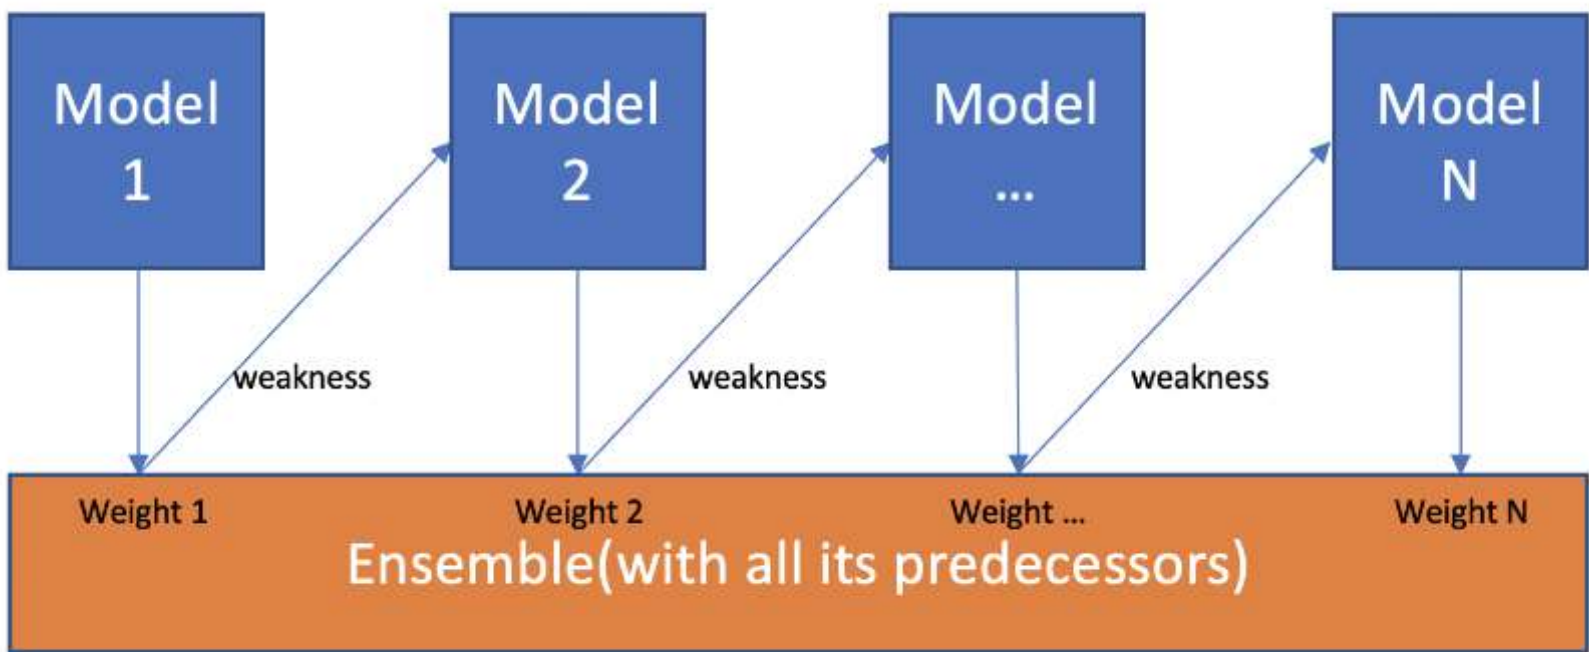 Model
1
Model
2
Model
...
Model
N
weakness
weakness
weakness
Weight 1
Weight 2
Weight ...
Weight N
Ensemble(with all its predecessors)